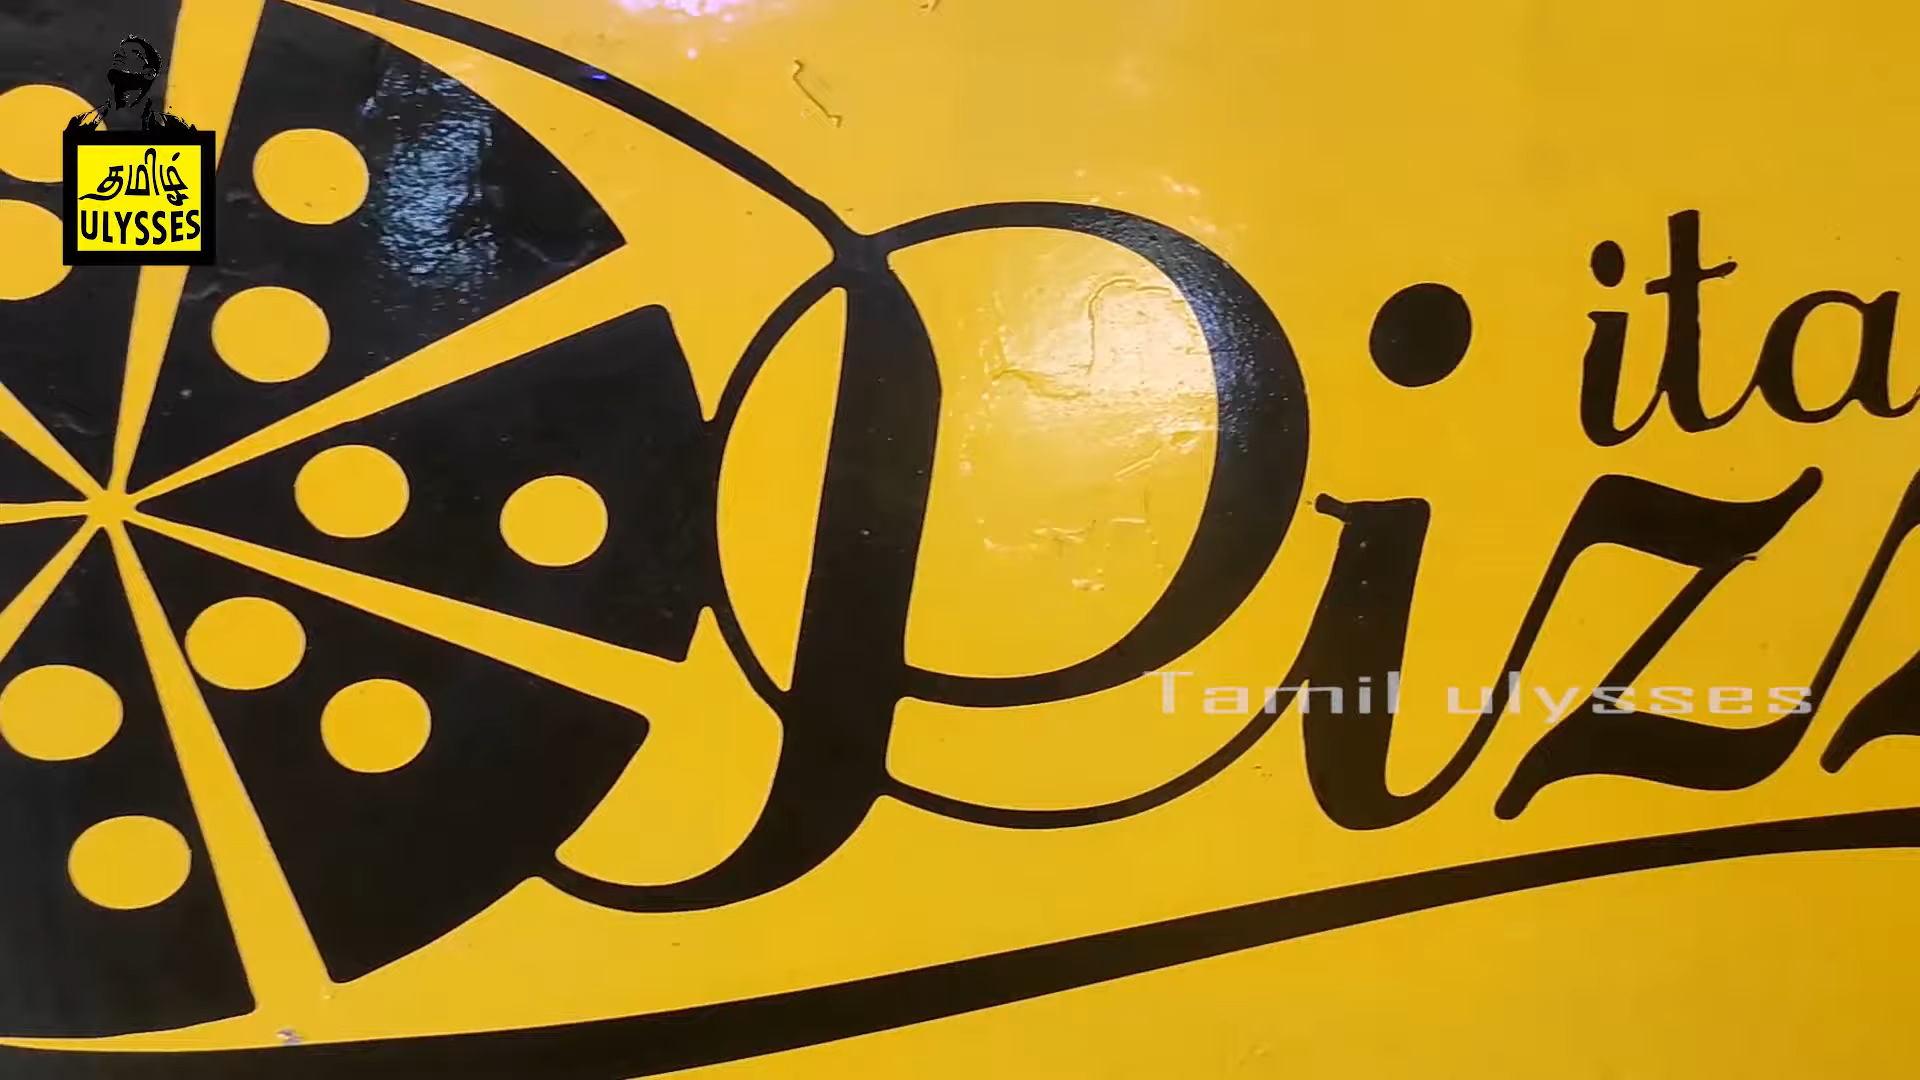 தமிழ்
ULYSSES
ita
Pizz
Tamil ulysses